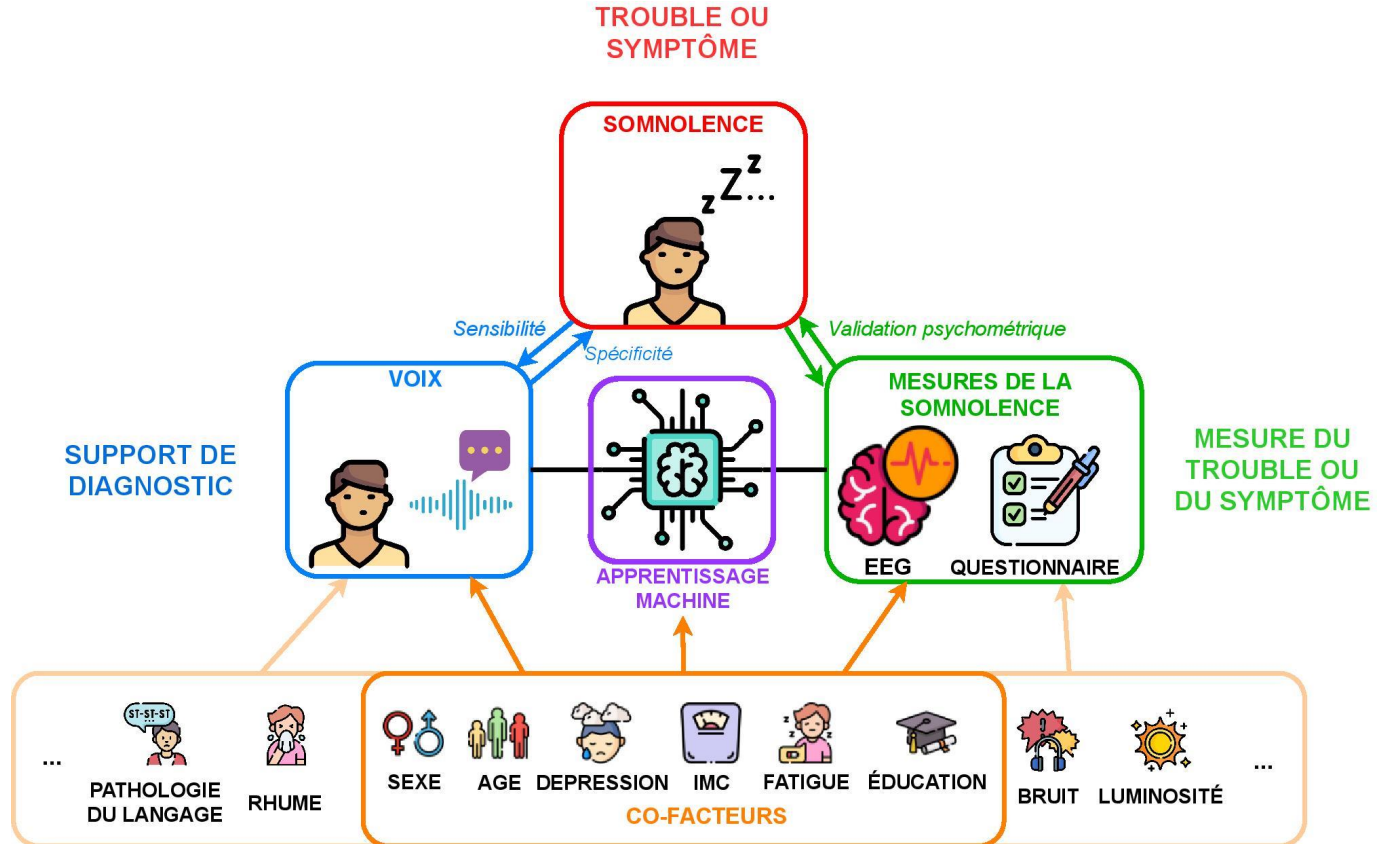 TROUBLE OU
SYMPTÔME
SOMNOLENCE
z Z z...
Sensibilité
Spécificité
Validation psychométrique
VOIX
MESURES DE LA
SOMNOLENCE
SUPPORT DE
DIAGNOSTIC
MESURE DU
TROUBLE OU
DU SYMPTÔME
EEG
QUESTIONNAIRE
APPRENTISSAGE
MACHINE
ST-ST-ST
...
...
PATHOLOGIE
DU LANGAGE
RHUME
SEXE
AGE
DEPRESSION
IMC
FATIGUE
ÉDUCATION
BRUIT
LUMINOSITÉ
...
CO-FACTEURS